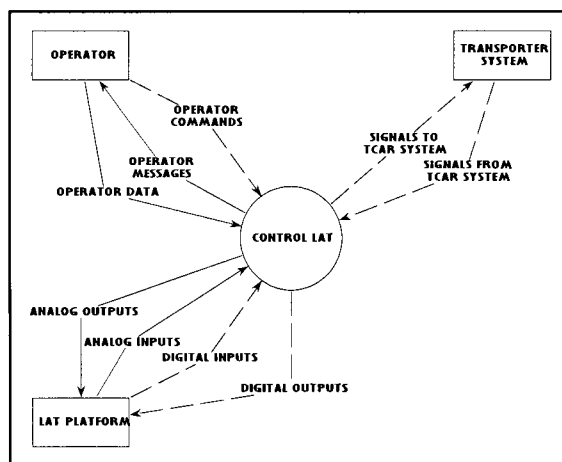 OPERATOR
TRANSPORTER
SYSTEM
OPERATOR
COMMANDS
SIGNALS TO
TCAR SYSTEM
OPERATOR
MESSAGES
SIGNALS FROM
TCAR SYSTEM
OPERATOR DATA
CONTROL LAT
ANALOG OUTPUTS
ANALOG INPUTS
DIGITAL INPUTS
DIGITAL OUTPUTS
LAT PLATFORM